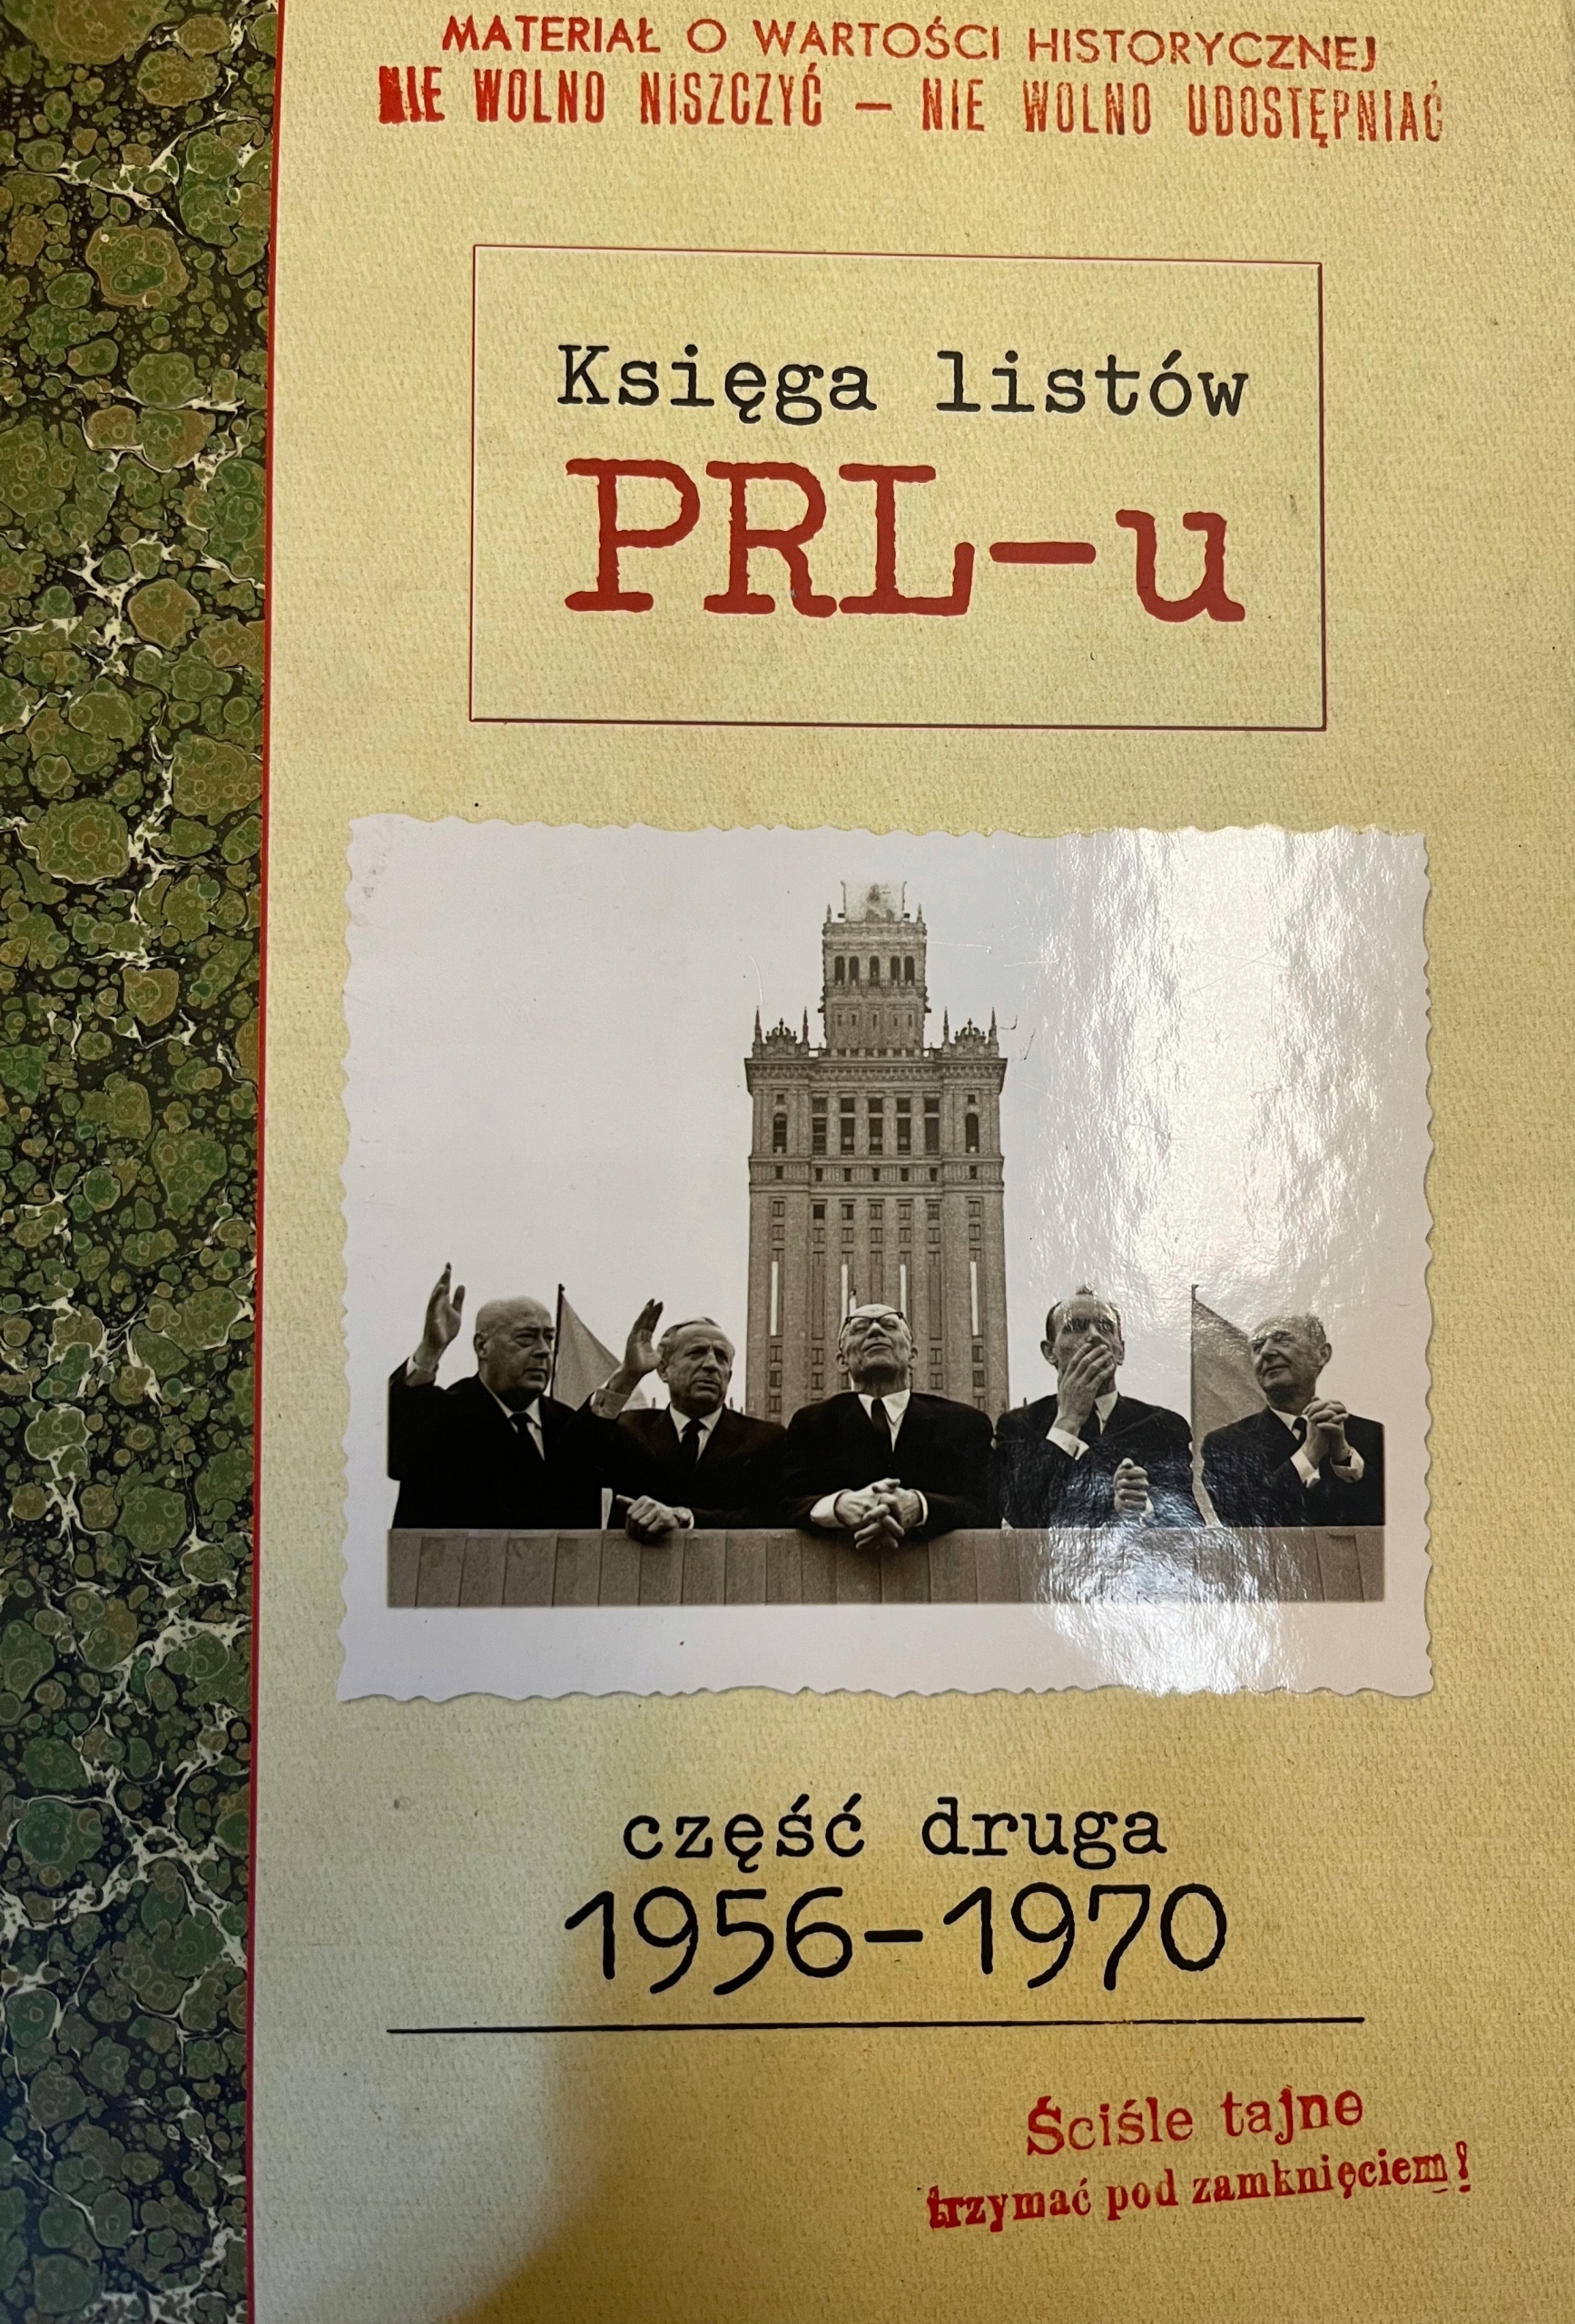 MATERIAŁ O WARTOŚCI HISTORYCZNEJ
NIE WOLNO NISZCZYĆ — NIE WOLNO UDOSTĘPNIAĆ
Księga listów
PRL-u
część druga
1956-1970
Ściśle tajne
trzymać pod zamknięciem!